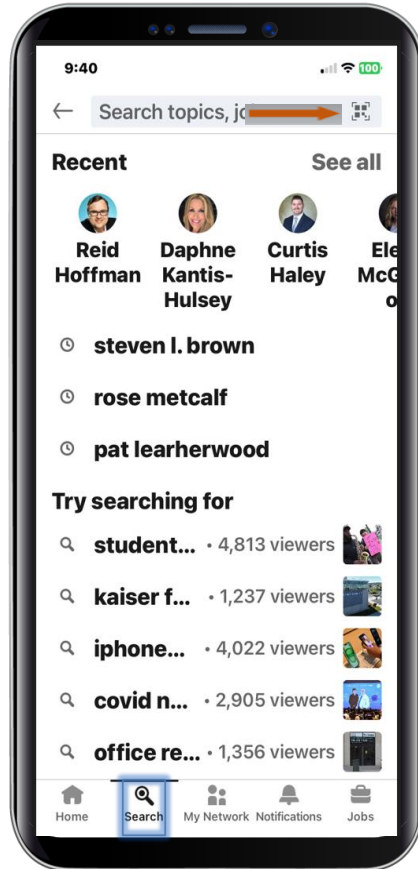 9:40
100
Search topics, jo
Recent
See all
Reid
Hoffman
Daphne
Kantis-
Hulsey
Curtis
Haley
Ele
McG
o
steven l. brown
rose metcalf
pat learherwood
Try searching for
student... • 4,813 viewers
kaiser f... • 1,237 viewers
iphone... • 4,022 viewers
covid n... • 2,905 viewers
office re... • 1,356 viewers
Home
Search
My Network
Notifications
Jobs